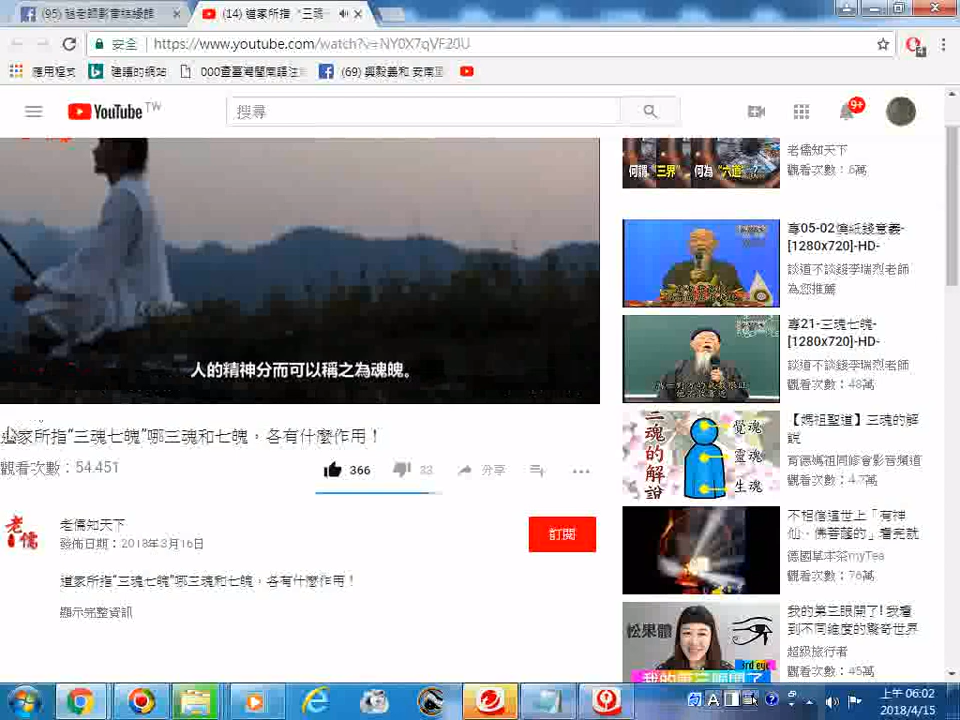 (14) 道家所指“三魂
安全
https://www.youtube.com/watch?v=NY0X7qVF20U
應用程式
建議的網站
YouTube TW
搜尋
9+
人的精神分而可以稱之為魂魄。
道家所指“三魂七魄”哪三魂和七魄，各有什麼作用！
觀看次數：54,451
366
33
分享
老儒
老儒知天下
發佈日期：2018年3月16日
訂閱
道家所指“三魂七魄”哪三魂和七魄，各有什麼作用！
顯示完整資訊
何謂“三界” 何為“六道”?
老儒知天下
觀看次數：6萬
專05-02燒紙錢意義-
[1280x720]-HD-
談道不談錢李瑞烈老師
為您推薦
專21-三魂七魄-
[1280x720]-HD-
談道不談錢李瑞烈老師
觀看次數：48萬
三魂的解說
覺魂
靈魂
生魂
【媽祖聖道】三魂的解
說
育德媽祖同修會影音頻道
觀看次數：4.7萬
不相信這世上「有神
仙、佛菩薩的」看完就
德國草本茶myTea
觀看次數：76萬
松果體
3rd eye
我的第三眼開了
我的第三眼開了! 我看
到不同維度的驚奇世界
超級旅行者
觀看次數：45萬
上午 06:02
2018/4/15